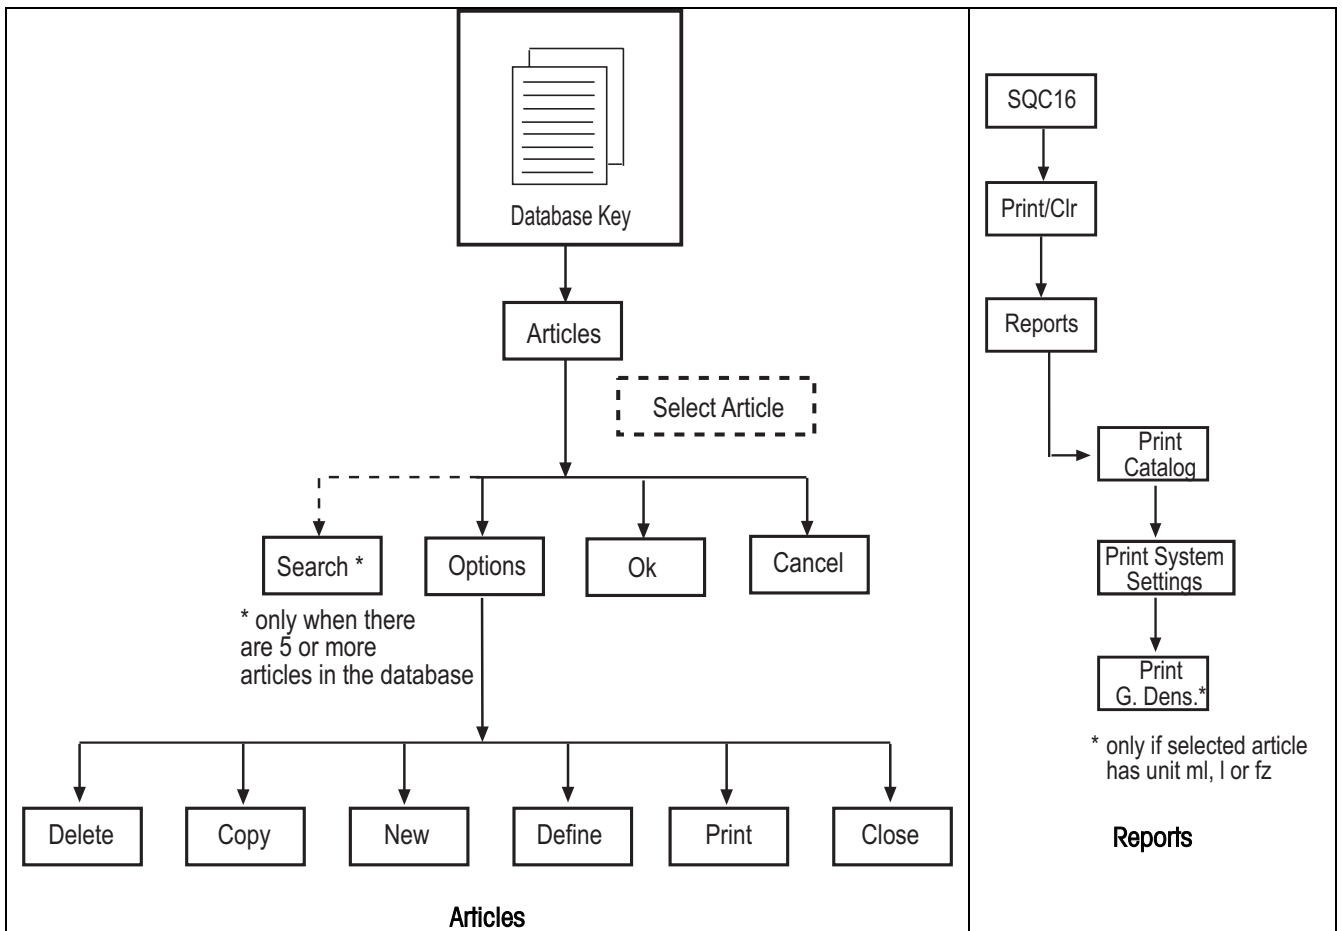 Database Key
Articles
Select Article
Search *
Options
Ok
Cancel
* only when there
are 5 or more
articles in the database
Delete
Copy
New
Define
Print
Close
Articles
SQC16
Print/Clr
Reports
Print
Catalog
Print System
Settings
Print
G. Dens.*
* only if selected article
has unit ml, l or fz
Reports